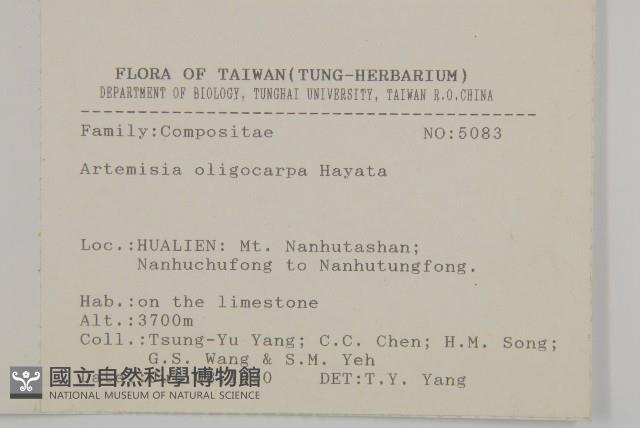 FLORA OF TAIWAN(TUNG-HERBARIUM)
DEPARTMENT OF BIOLOGY, TUNGHAI UNIVERSITY, TAIWAN R.O.CHINA
Family:Compositae NO:5083
Artemisia oligocarpa Hayata
Loc.:HUALIEN: Mt. Nanhutashan;
Nanhuchufong to Nanhutungfong.
Hab.:on the limestone
Alt.:3700m
Coll.:Tsung-Yu Yang; C.C. Chen; H.M. Song;
G.S. Wang & S.M. Yeh
DET:T.Y. Yang
國立自然科學博物館
NATIONAL MUSEUM OF NATURAL SCIENCE